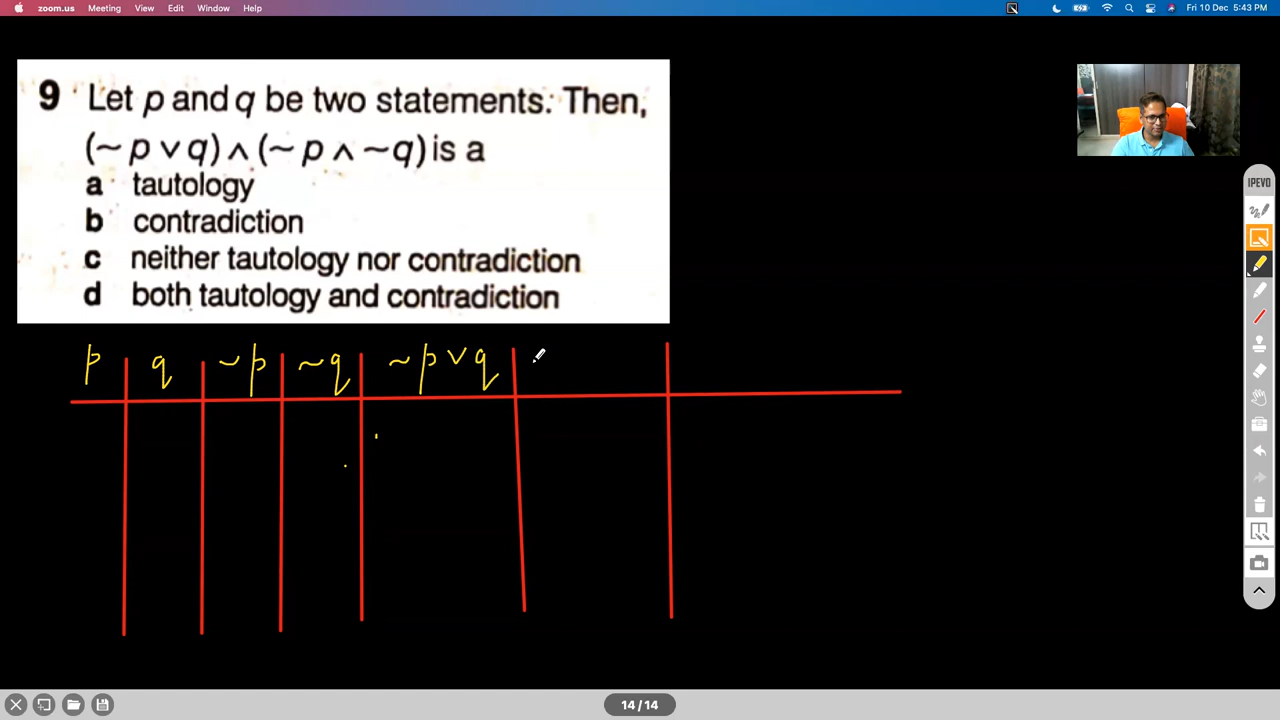 zoom.us Meeting View Edit Window Help
Fri 10 Dec 5:43 PM
9 Let p and q be two statements. Then,
(~ p ∨ q) ∧ (~ p ∧ ~q) is a
a tautology
b contradiction
c neither tautology nor contradiction
d both tautology and contradiction
IPEVO
p q ~p ~q ~p∨q
14 / 14